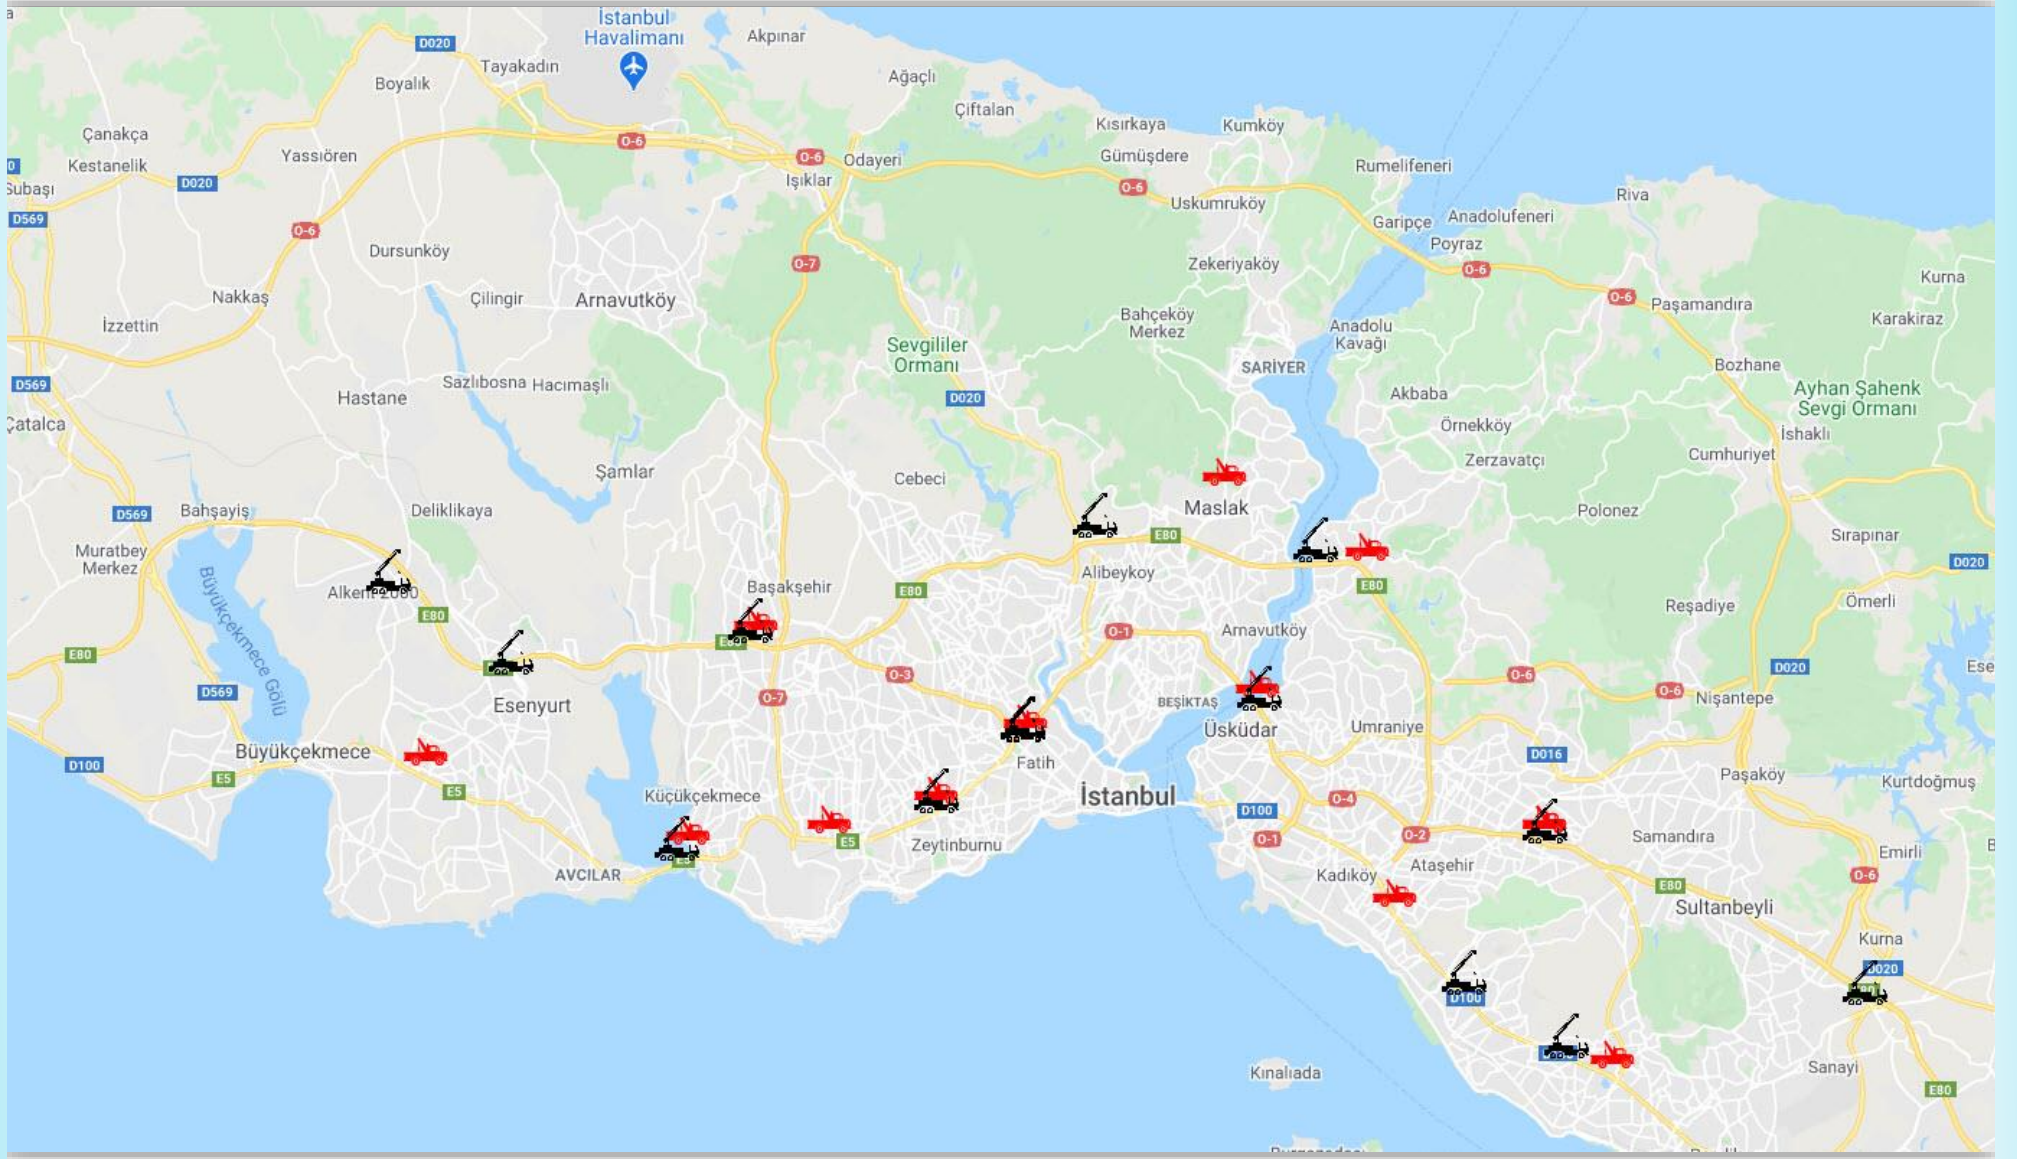 İstanbul
Havalimanı
Akpınar
D020
Tayakadın
Boyalık
Ağaçlı
Çiftalan
Kısırkaya
Kumköy
Çanakça
O-6
Yassıören
O-6
Odayeri
Gümüşdere
Rumelifeneri
Kestanelik
D020
Işıklar
O-6
Uskumruköy
Riva
Subaşı
D569
Garipçe
Anadolufeneri
O-6
Poyraz
Dursunköy
O-7
Zekeriyaköy
O-6
Kurna
Nakkaş
Çilingir
Arnavutköy
O-6
Paşamandıra
İzzettin
Bahçeköy
Merkez
Anadolu
Kavağı
Karakiraz
Sevgililer
Ormanı
SARIYER
Bozhane
D569
Sazlıbosna
Hacımaşlı
Hastane
D020
Akbaba
Ayhan Şahenk
Sevgi Ormanı
Çatalca
Örnekköy
İshaklı
Şamlar
Cebeci
Zerzavatçı
Cumhuriyet
D569
Bahşayiş
Deliklikaya
Maslak
Polonez
Muratbey
Merkez
E80
Sırapınar
D020
Büyükçekmece Gölü
Alkent 2000
Başakşehir
E80
Alibeykoy
E80
E80
Reşadiye
Ömerli
E80
O-1
Arnavutköy
D569
O-3
O-6
O-6
D020
Nişantepe
Esenyurt
O-7
BEŞİKTAŞ
Üsküdar
Umraniye
Büyükçekmece
D100
E5
E5
Fatih
D016
Paşaköy
Kurtdoğmuş
Küçükçekmece
İstanbul
D100
O-4
E5
Zeytinburnu
O-1
O-2
Samandıra
Emirli
AVCILAR
Kadıköy
Ataşehir
E80
O-6
Sultanbeyli
Kurna
D020
D100
Kınalıada
Sanayi
E80